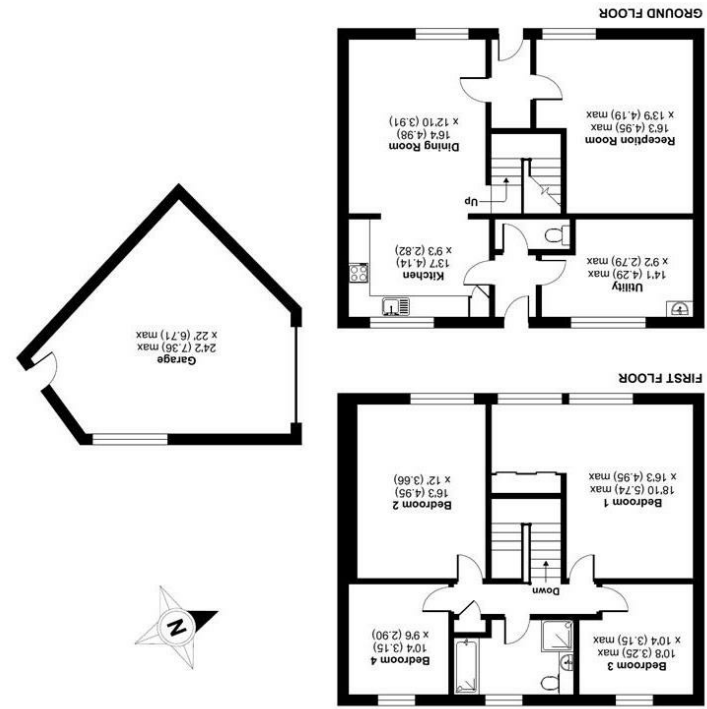 Bedroom 3
10'8 (3.25) max
x 10'4 (3.15) max
Bedroom 4
10'4 (3.15)
x 9'6 (2.90)
N
Down
Bedroom 1
18'10 (5.74) max
x 16'3 (4.95) max
Bedroom 2
16'3 (4.95)
x 12' (3.66)
FIRST FLOOR
Garage
24'2 (7.36) max
x 22' (6.71) max
Utility
14'1 (4.29) max
x 9'2 (2.79) max
Kitchen
13'7 (4.14)
x 9'3 (2.82)
Up
Reception Room
16'3 (4.95) max
x 13'9 (4.19) max
Dining Room
16'4 (4.98)
x 12'10 (3.91)
GROUND FLOOR